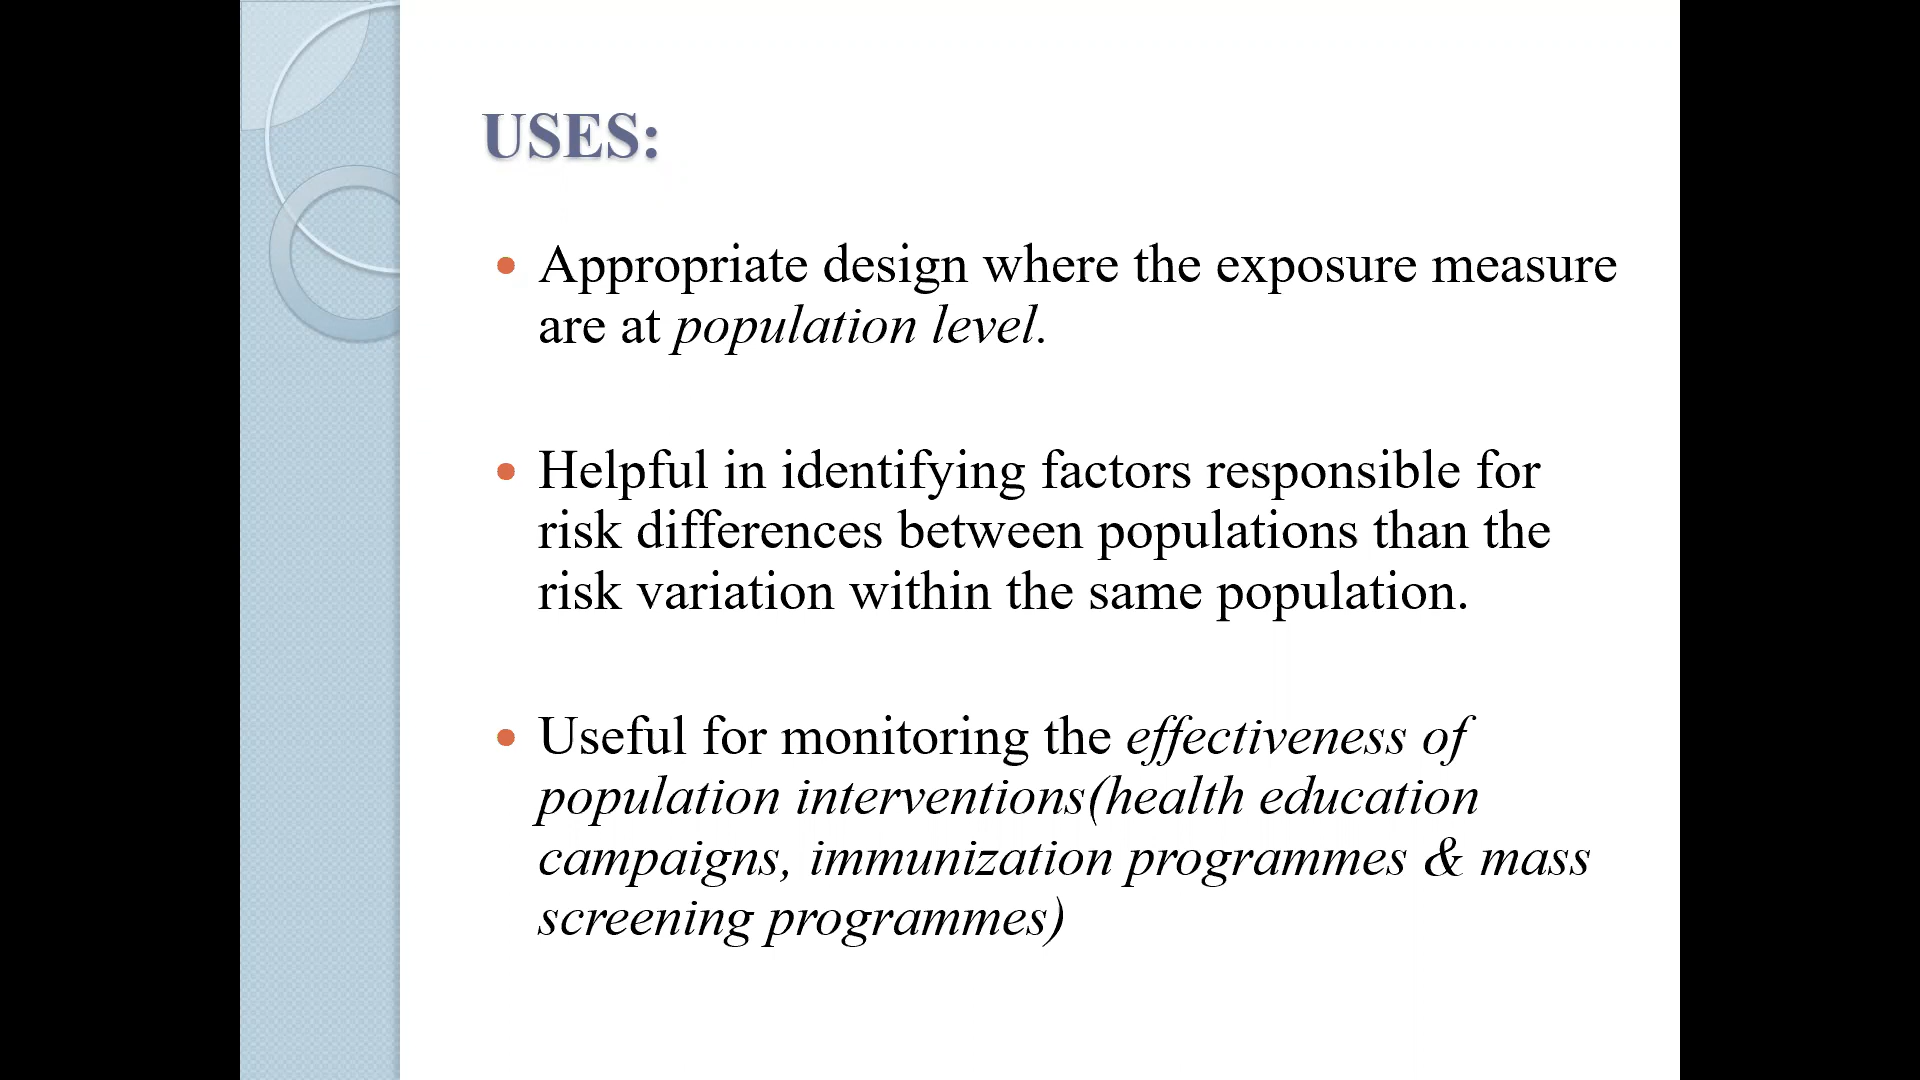 USES:
• Appropriate design where the exposure measure
are at population level.
• Helpful in identifying factors responsible for
risk differences between populations than the
risk variation within the same population.
• Useful for monitoring the effectiveness of
population interventions(health education
campaigns, immunization programmes & mass
screening programmes)